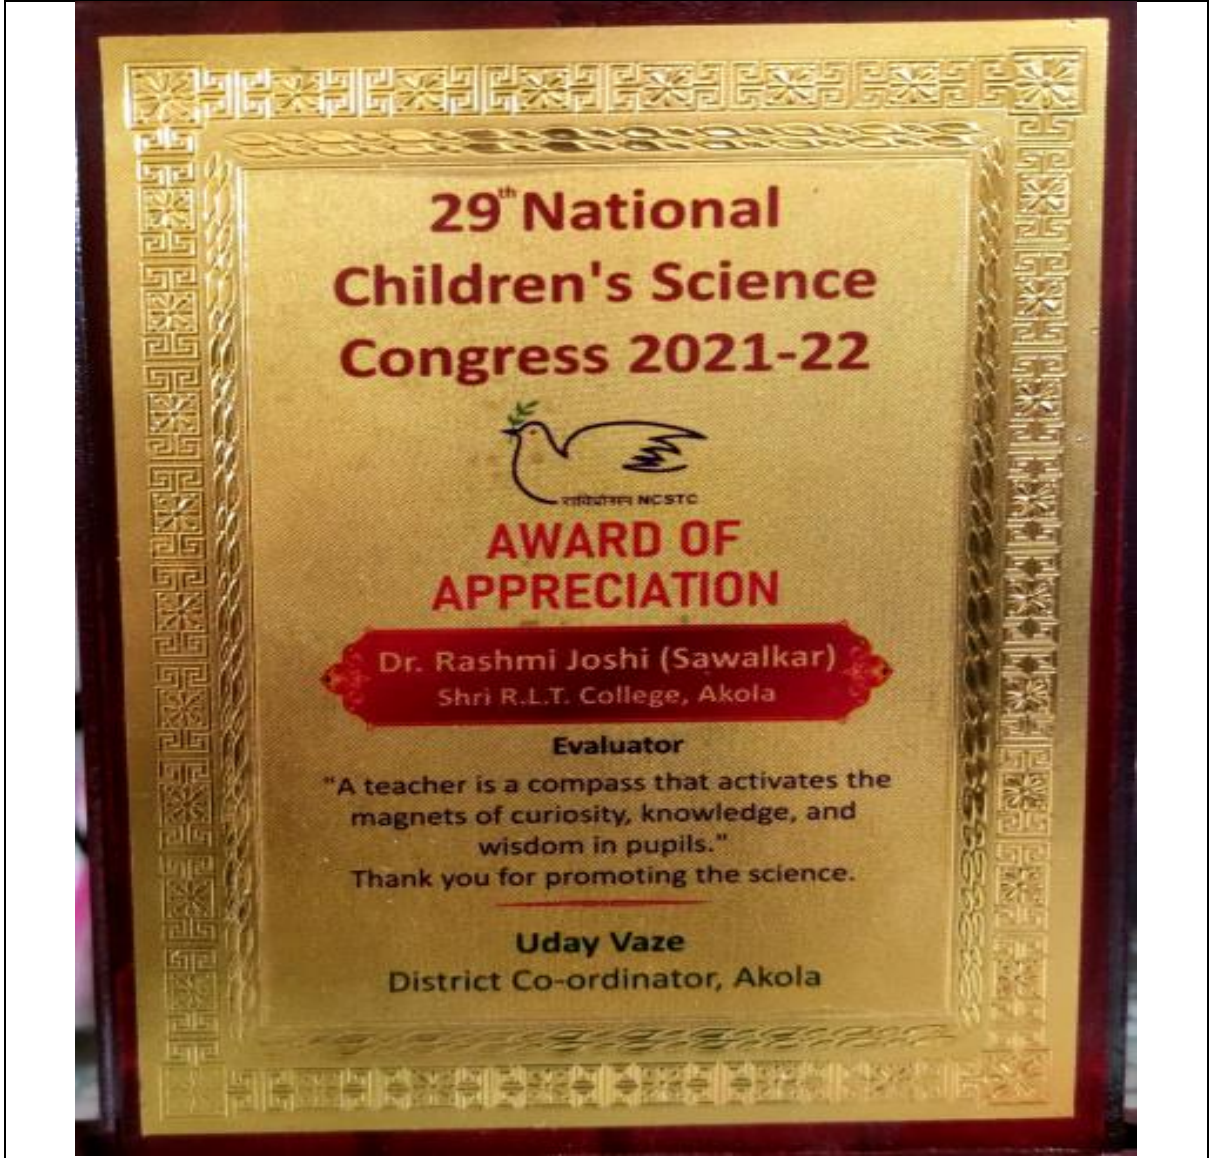 29th National
Children's Science
Congress 2021-22
NCSTC
AWARD OF
APPRECIATION
Dr. Rashmi Joshi (Sawalkar)
Shri R.L.T. College, Akola
Evaluator
"A teacher is a compass that activates the
magnets of curiosity, knowledge, and
wisdom in pupils."
Thank you for promoting the science.
Uday Vaze
District Co-ordinator, Akola